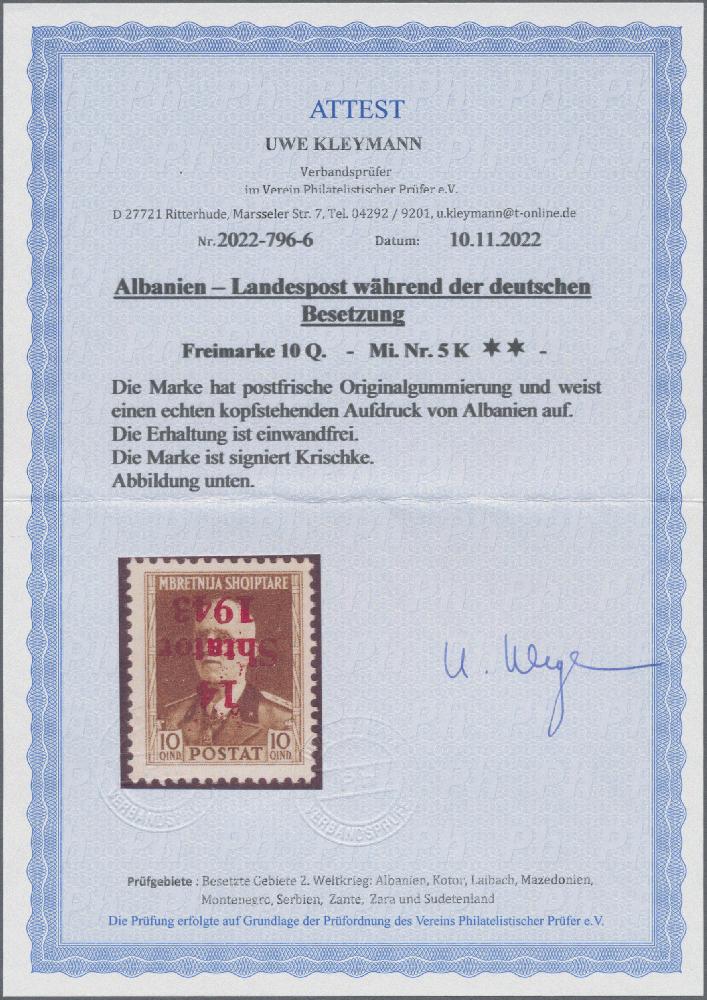 ATTEST
UWE KLEYMANN
Verbandsprüfer
im Verein Philatelistischer Prüfer e.V.
D 27721 Ritterhude, Marsseler Str. 7, Tel. 04292 / 9201, u.kleymann@t-online.de
Nr. 2022-796-6 Datum: 10.11.2022
Albanien – Landespost während der deutschen
Besetzung
Freimarke 10 Q. - Mi. Nr. 5 K ✶✶ -
Die Marke hat postfrische Originalgummierung und weist
einen echten kopfstehenden Aufdruck von Albanien auf.
Die Erhaltung ist einwandfrei.
Die Marke ist signiert Krischke.
Abbildung unten.
MBRETNIJA SHQIPTARE
14
Shtator
1943
10 POSTAT 10
QIND QIND
VERBANDSPRÜFER
VERBANDSPRÜFER
Prüfgebiete : Besetzte Gebiete 2. Weltkrieg: Albanien, Kotor, Laibach, Mazedonien,
Montenegro, Serbien, Zante, Zara und Sudetenland
Die Prüfung erfolgte auf Grundlage der Prüfordnung des Vereins Philatelistischer Prüfer e.V.